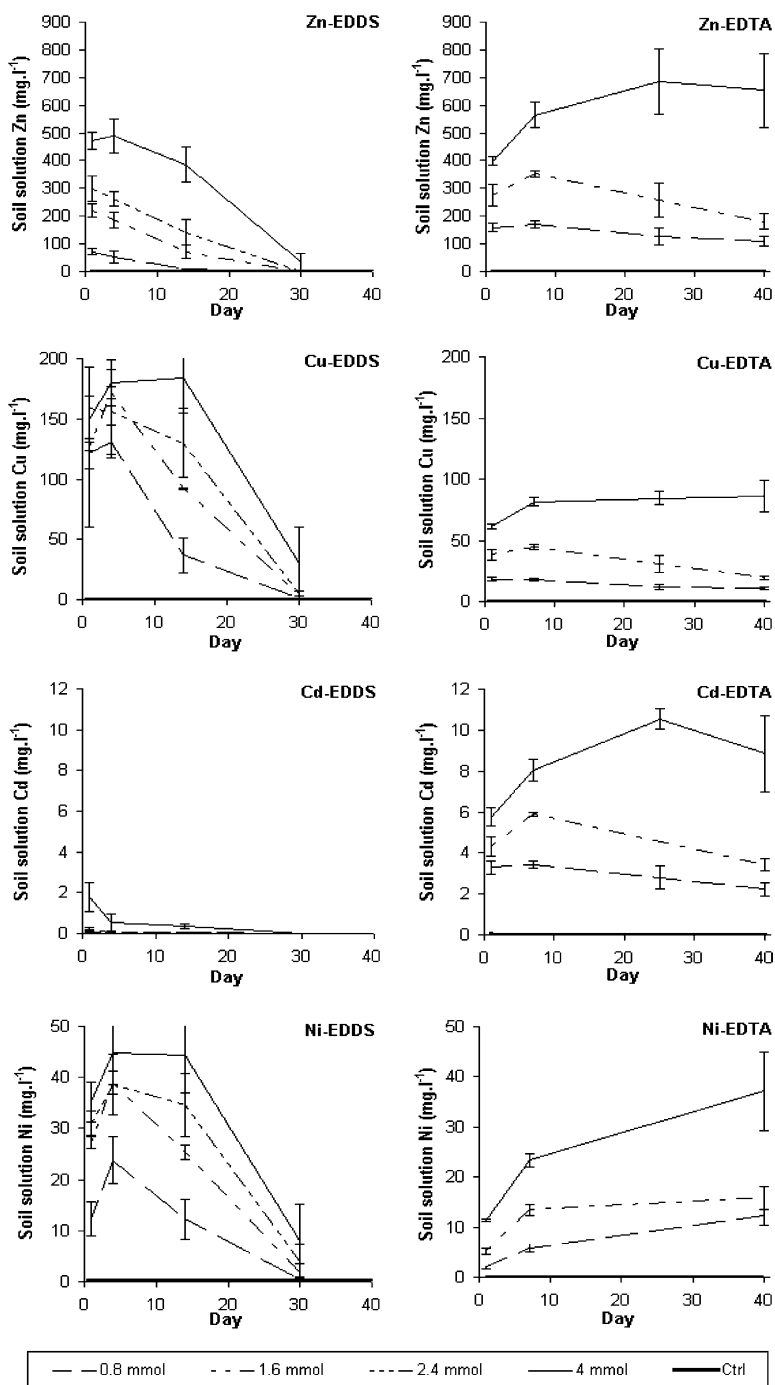 Zn-EDDS
Soil solution Zn (mg.l⁻¹)
900
800
700
600
500
400
300
200
100
0
0 10 20 30 40
Day
Zn-EDTA
Soil solution Zn (mg.l⁻¹)
900
800
700
600
500
400
300
200
100
0
0 10 20 30 40
Day
Cu-EDDS
Soil solution Cu (mg.l⁻¹)
200
150
100
50
0
0 10 20 30 40
Day
Cu-EDTA
Soil solution Cu (mg.l⁻¹)
200
150
100
50
0
0 10 20 30 40
Day
Cd-EDDS
Soil solution Cd (mg.l⁻¹)
12
10
8
6
4
2
0
0 10 20 30 40
Day
Cd-EDTA
Soil solution Cd (mg.l⁻¹)
12
10
8
6
4
2
0
0 10 20 30 40
Day
Ni-EDDS
Soil solution Ni (mg.l⁻¹)
50
40
30
20
10
0
0 10 20 30 40
Day
Ni-EDTA
Soil solution Ni (mg.l⁻¹)
50
40
30
20
10
0
0 10 20 30 40
Day
0.8 mmol 1.6 mmol 2.4 mmol 4 mmol Ctrl